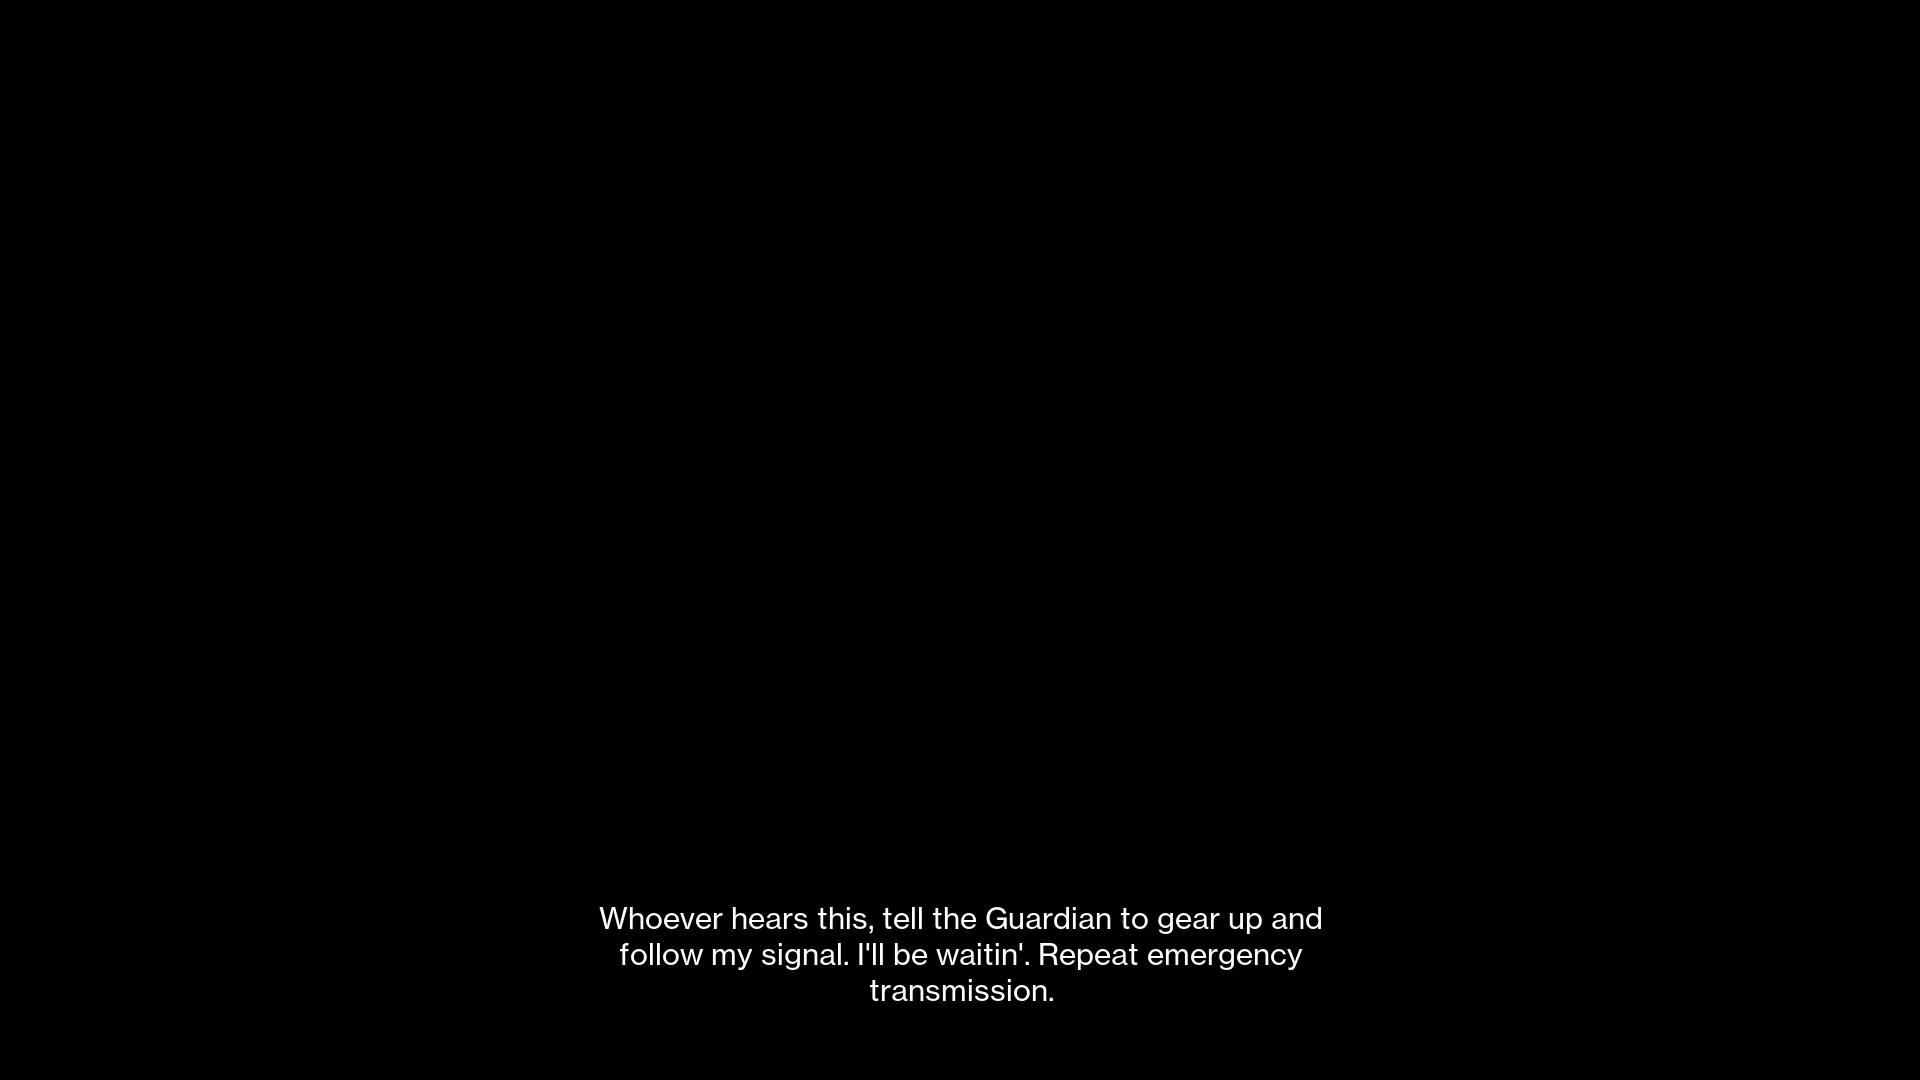 Whoever hears this, tell the Guardian to gear up and
follow my signal. I'll be waitin'. Repeat emergency
transmission.